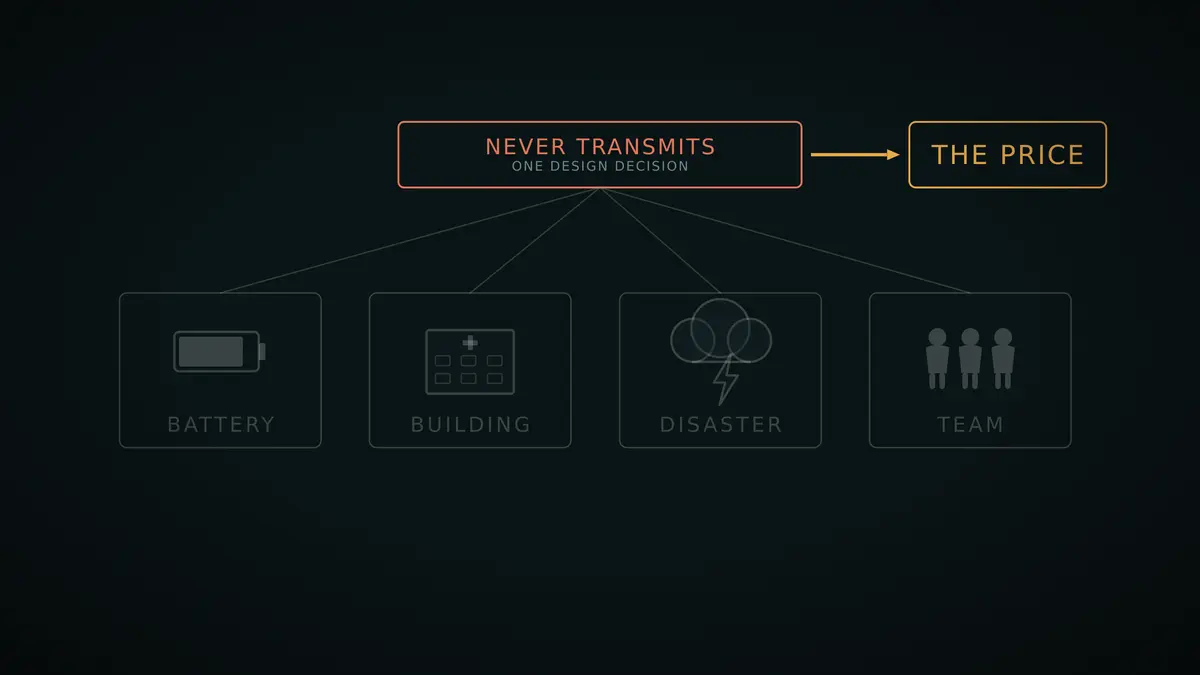 NEVER TRANSMITS
ONE DESIGN DECISION
THE PRICE
BATTERY
BUILDING
DISASTER
TEAM